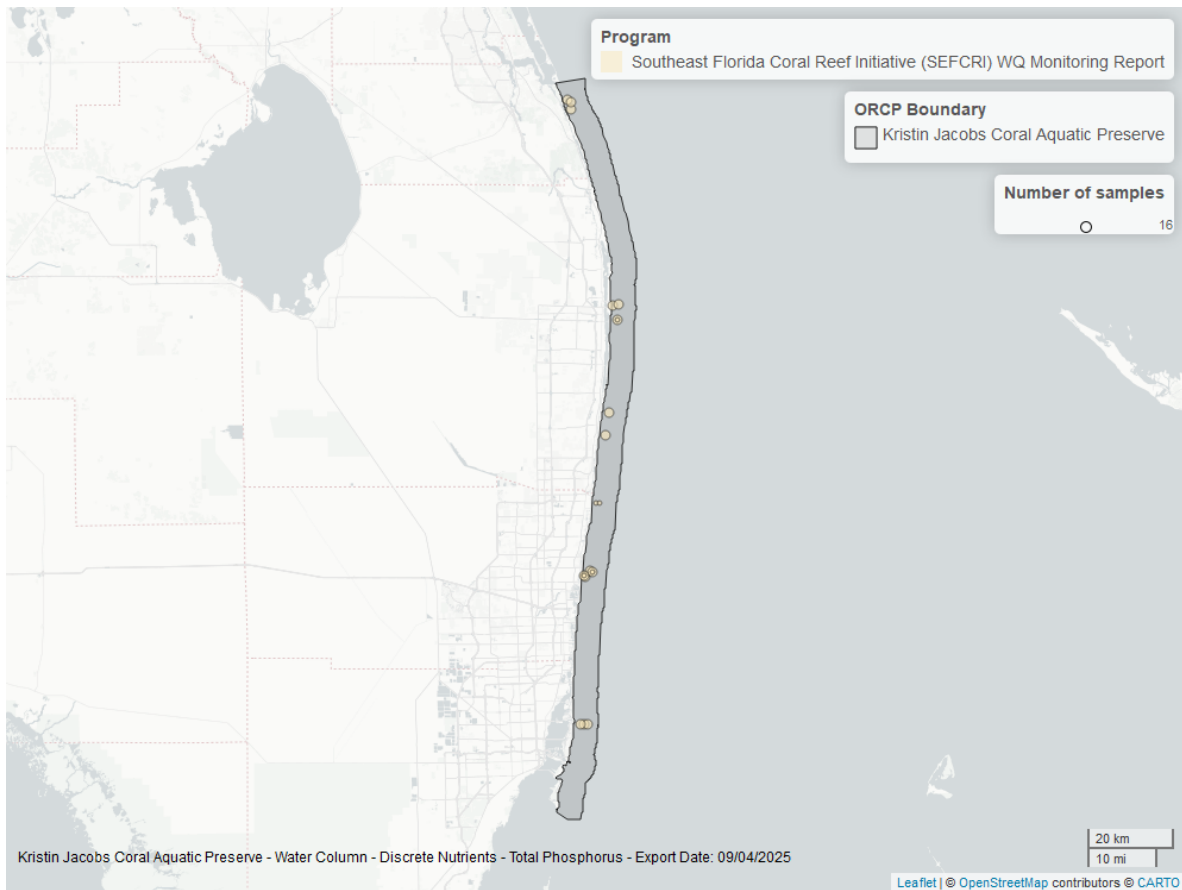 Program
Southeast Florida Coral Reef Initiative (SEFCRI) WQ Monitoring Report
ORCP Boundary
Kristin Jacobs Coral Aquatic Preserve
Number of samples
16
20 km
10 mi
Kristin Jacobs Coral Aquatic Preserve - Water Column - Discrete Nutrients - Total Phosphorus - Export Date: 09/04/2025
Leaflet | © OpenStreetMap contributors © CARTO